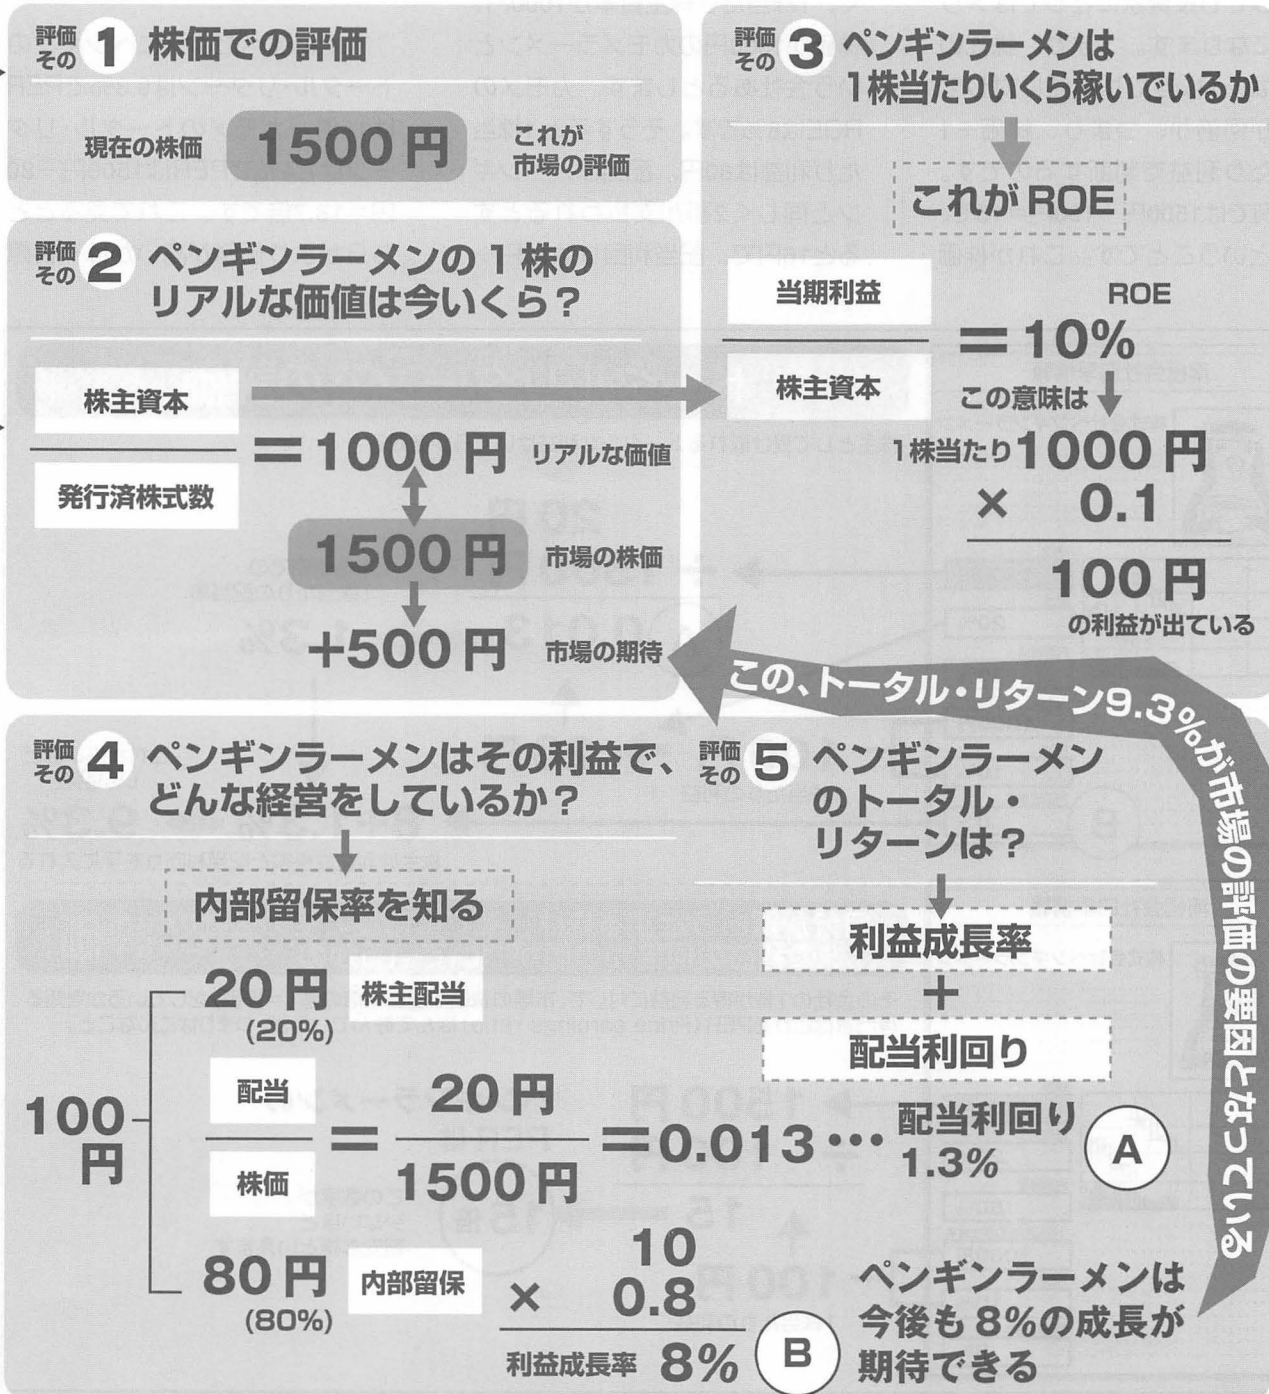 評価その 1 株価での評価
現在の株価 1500円 これが
市場の評価
評価その 2 ペンギンラーメンの1株の
リアルな価値は今いくら？
株主資本
発行済株式数
＝1000円 リアルな価値
1500円 市場の株価
+500円 市場の期待
評価その 3 ペンギンラーメンは
1株当たりいくら稼いでいるか
これがROE
当期利益
株主資本
ROE
＝10%
この意味は
1株当たり1000円
× 0.1
100円
の利益が出ている
この、トータル・リターン9.3%が市場の評価の要因となっている
評価その 4 ペンギンラーメンはその利益で、
どんな経営をしているか？
内部留保率を知る
100円
20円 株主配当
(20%)
配当
株価
＝ 20円
1500円
＝0.013… 配当利回り
1.3%
A
80円 内部留保
(80%)
10
× 0.8
利益成長率 8%
B
ペンギンラーメンは
今後も8%の成長が
期待できる
評価その 5 ペンギンラーメン
のトータル・
リターンは？
利益成長率
+
配当利回り